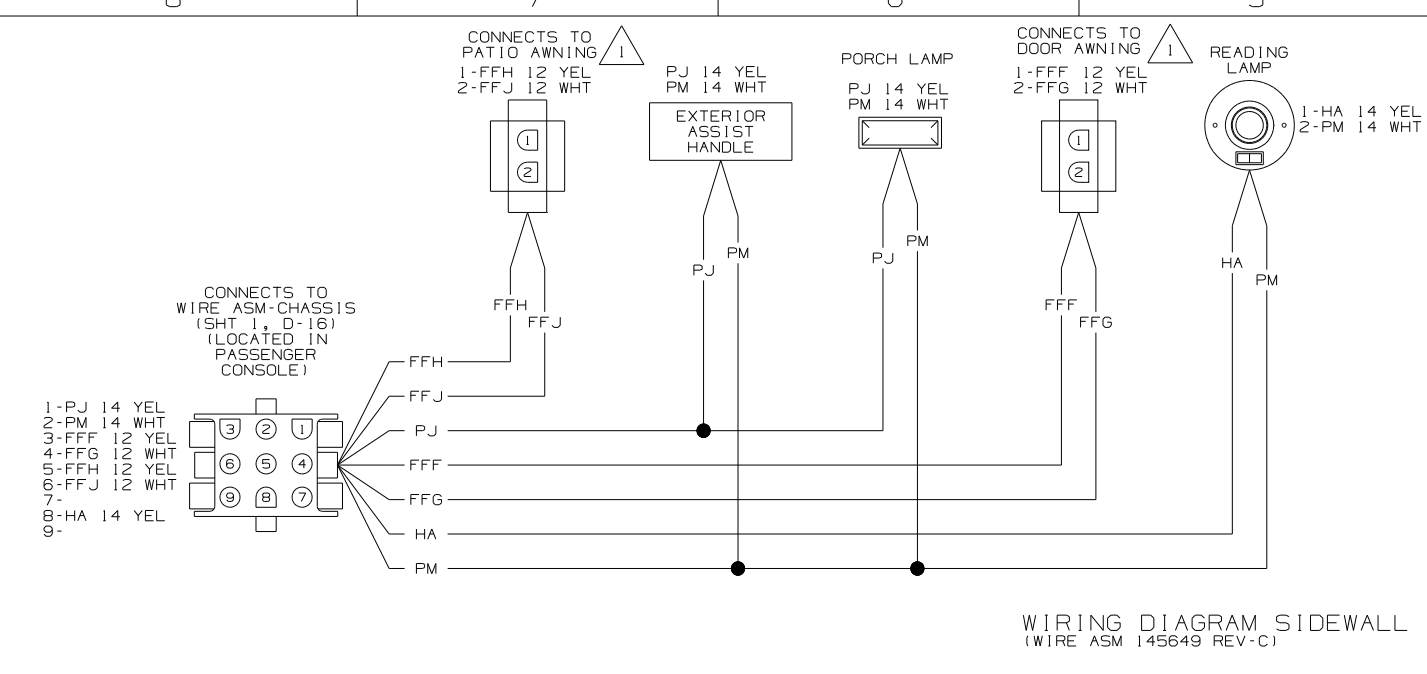 CONNECTS TO
PATIO AWNING
1
1-FFH 12 YEL
2-FFJ 12 WHT
1
2
PJ 14 YEL
PM 14 WHT
EXTERIOR
ASSIST
HANDLE
PORCH LAMP
PJ 14 YEL
PM 14 WHT
CONNECTS TO
DOOR AWNING
1
1-FFF 12 YEL
2-FFG 12 WHT
1
2
READING
LAMP
1-HA 14 YEL
2-PM 14 WHT
PJ
PM
PJ
PM
HA
PM
FFH
FFJ
FFF
FFG
CONNECTS TO
WIRE ASM-CHASSIS
(SHT 1, D-16)
(LOCATED IN
PASSENGER
CONSOLE)
1-PJ 14 YEL
2-PM 14 WHT
3-FFF 12 YEL
4-FFG 12 WHT
5-FFH 12 YEL
6-FFJ 12 WHT
7-
8-HA 14 YEL
9-
3 2 1
6 5 4
9 8 7
FFH
FFJ
PJ
FFF
FFG
HA
PM
WIRING DIAGRAM SIDEWALL
(WIRE ASM 145649 REV-C)